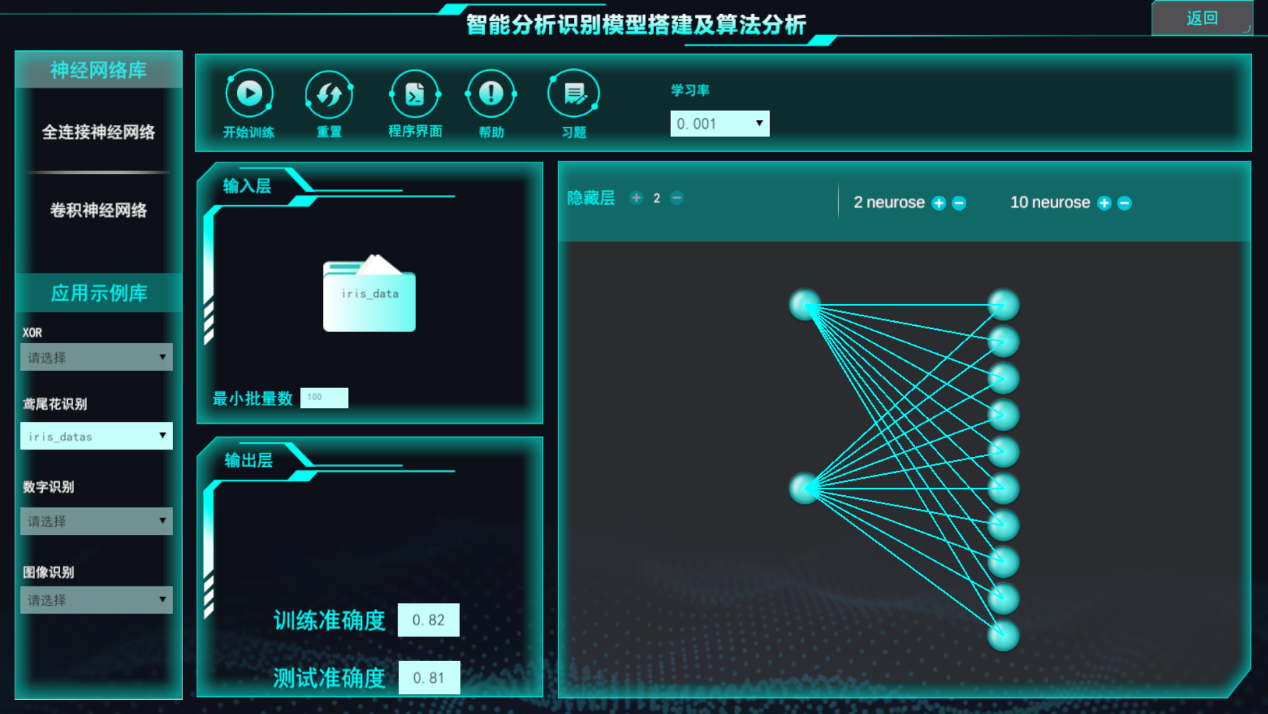 智能分析识别模型搭建及算法分析
返回
神经网络库
全连接神经网络
卷积神经网络
应用示例库
XOR
请选择
鸢尾花识别
iris_datas
数字识别
请选择
图像识别
请选择
开始训练
重置
程序界面
帮助
习题
学习率
0.001
输入层
iris_data
最小批量数 100
输出层
训练准确度 0.82
测试准确度 0.81
隐藏层 2
2 neurose
10 neurose